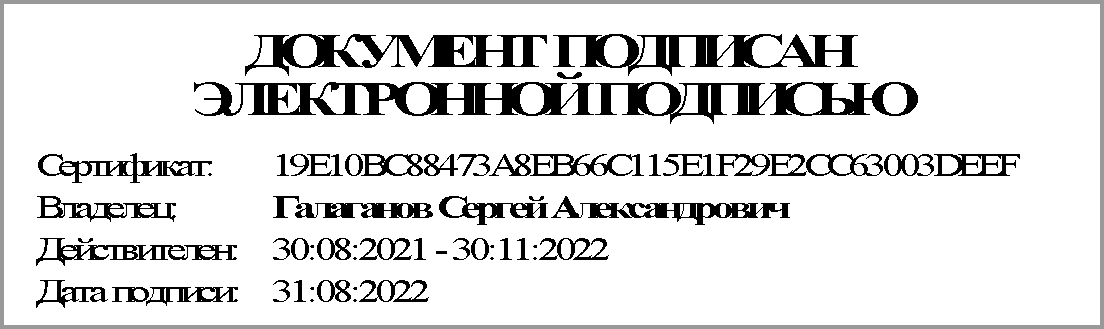 ДОКУМЕНТ ПОДПИСАН
ЭЛЕКТРОННОЙ ПОДПИСЬЮ
Сертификат: 19E10BC88473A8EB66C115E1F29E2CC63003DEEF
Владелец: Галаганов Сергей Александрович
Действителен: 30:08:2021 - 30:11:2022
Дата подписи: 31:08:2022